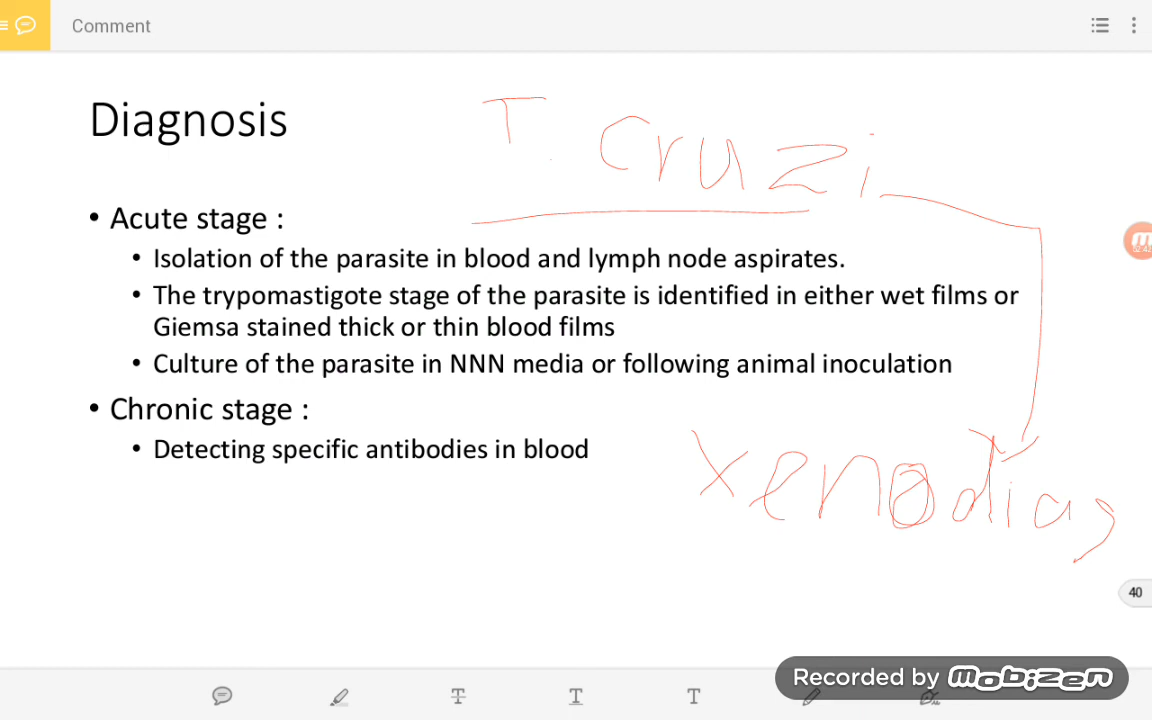 Comment
Diagnosis
T. cruzi
• Acute stage :
• Isolation of the parasite in blood and lymph node aspirates.
• The trypomastigote stage of the parasite is identified in either wet films or
Giemsa stained thick or thin blood films
• Culture of the parasite in NNN media or following animal inoculation
• Chronic stage :
• Detecting specific antibodies in blood
xenodiag
40
Recorded by mobizen
T T T